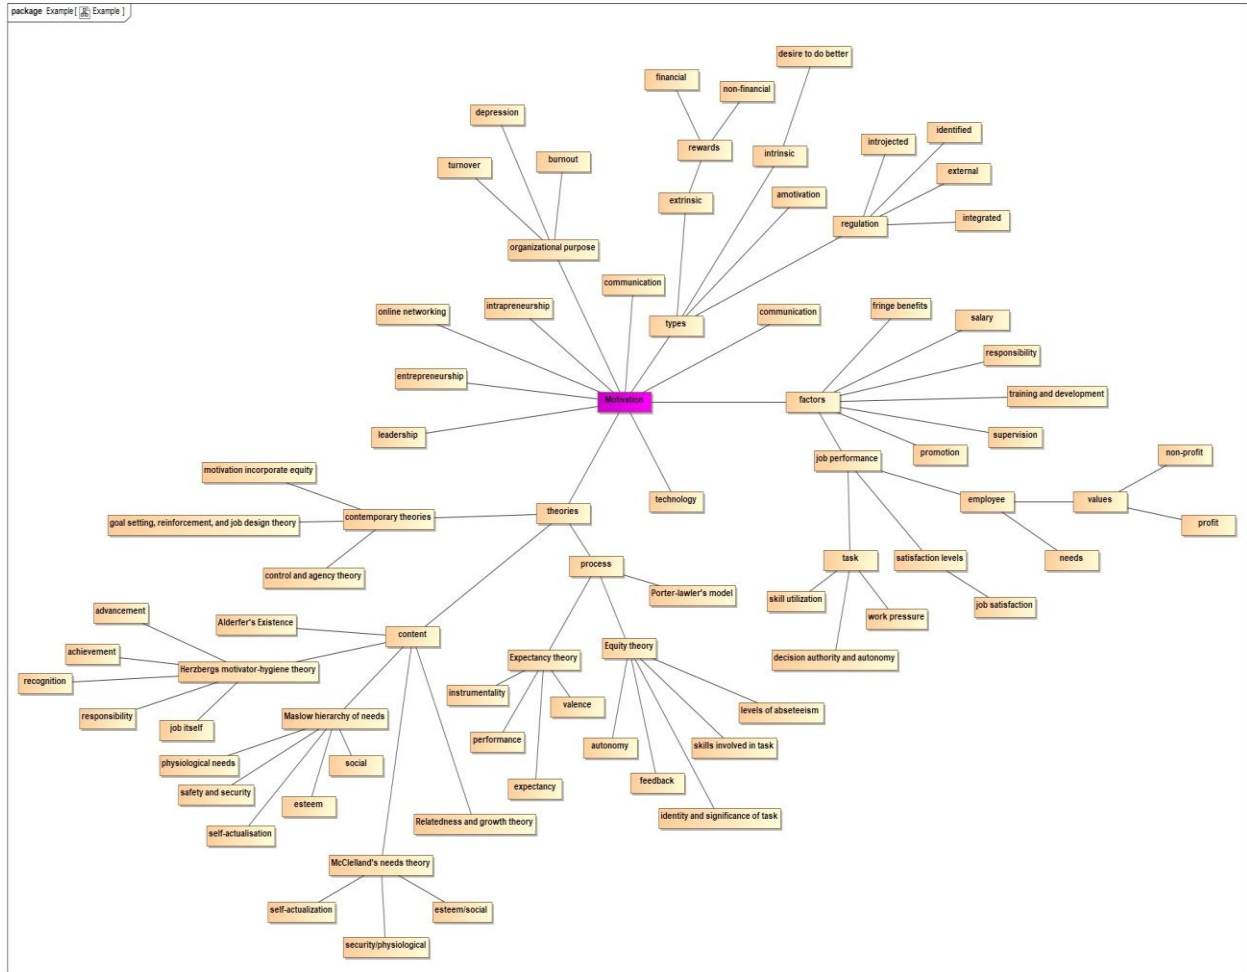 package Example [ Example ]
desire to do better
financial
non-financial
depression
identified
introjected
rewards
intrinsic
burnout
turnover
external
extrinsic
amotivation
integrated
regulation
organizational purpose
communication
intrapreneurship
fringe benefits
online networking
communication
salary
types
responsibility
entrepreneurship
training and development
Motivation
factors
leadership
supervision
promotion
non-profit
job performance
motivation incorporate equity
technology
employee
values
theories
contemporary theories
goal setting, reinforcement, and job design theory
profit
task
satisfaction levels
needs
process
control and agency theory
Porter-lawler's model
skill utilization
job satisfaction
advancement
Alderfer's Existence
work pressure
content
Equity theory
achievement
Expectancy theory
decision authority and autonomy
Herzbergs motivator-hygiene theory
recognition
instrumentality
valence
levels of abseteeism
responsibility
Maslow hierarchy of needs
job itself
performance
autonomy
skills involved in task
physiological needs
social
feedback
expectancy
safety and security
esteem
identity and significance of task
Relatedness and growth theory
self-actualisation
McClelland's needs theory
self-actualization
esteem/social
security/physiological